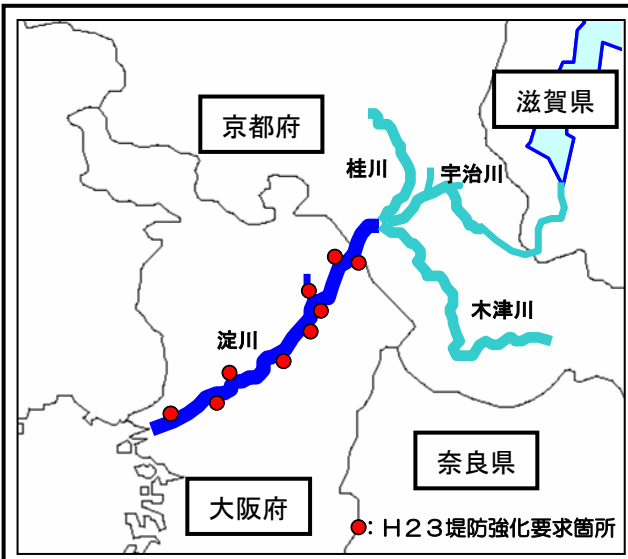 滋賀県
京都府
桂川
宇治川
木津川
淀川
奈良県
大阪府
：Ｈ２３堤防強化要求箇所